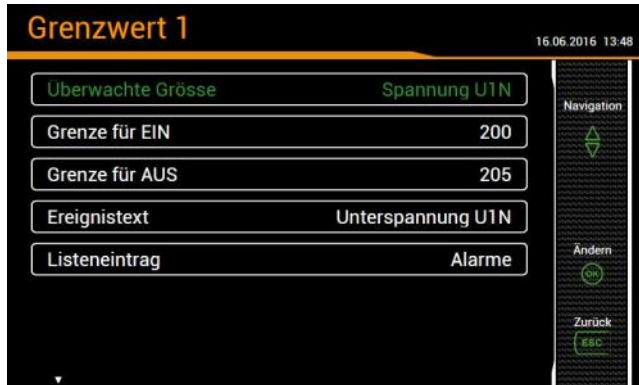 Grenzwert 1
16.06.2016 13:48
Überwachte Grösse Spannung U1N
Navigation
Grenze für EIN 200
Grenze für AUS 205
Ereignistext Unterspannung U1N
Listeneintrag Alarme
Ändern
OK
Zurück
ESC